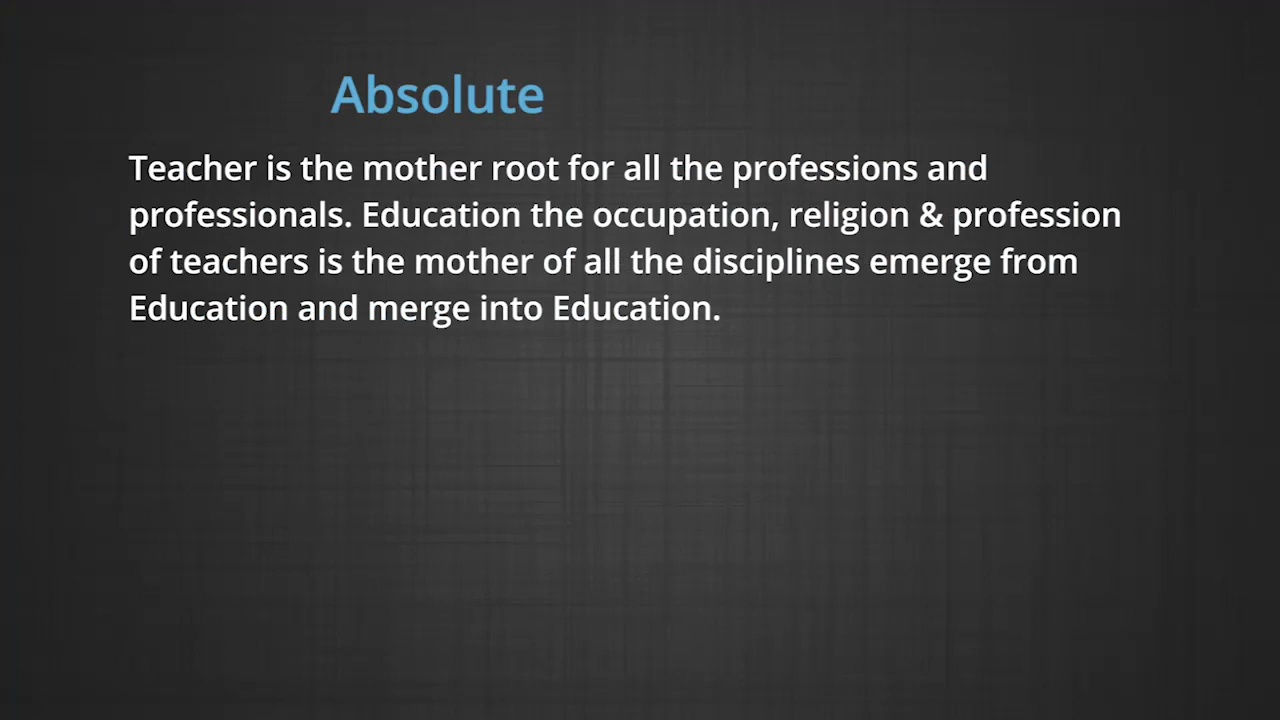 Absolute
Teacher is the mother root for all the professions and
professionals. Education the occupation, religion & profession
of teachers is the mother of all the disciplines emerge from
Education and merge into Education.